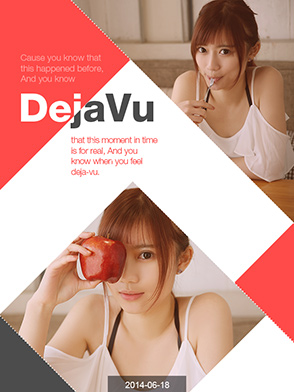 Cause you know that
this happened before,
And you know
DejaVu
that this moment in time
is for real, And you
know when you feel
deja-vu.
2014-06-18